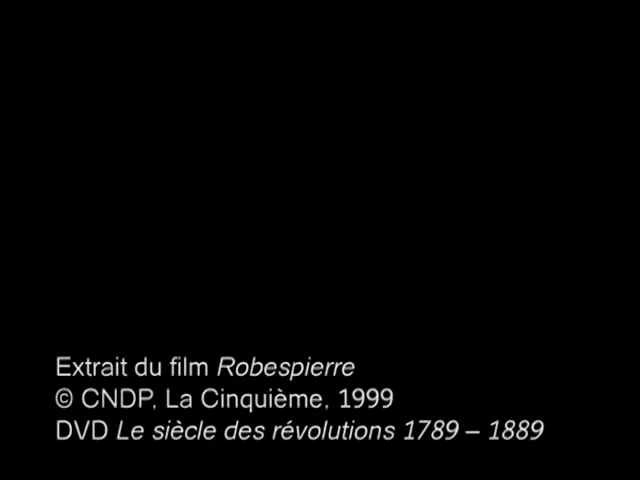 Extrait du film Robespierre
© CNDP, La Cinquième, 1999
DVD Le siècle des révolutions 1789 – 1889